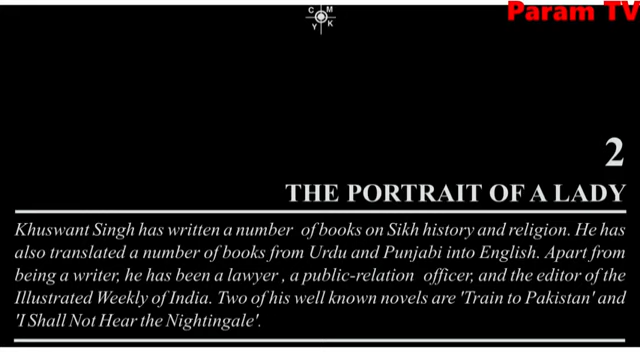 Param TV
C M
Y K
2
THE PORTRAIT OF A LADY
Khuswant Singh has written a number of books on Sikh history and religion. He has
also translated a number of books from Urdu and Punjabi into English. Apart from
being a writer, he has been a lawyer , a public-relation officer, and the editor of the
Illustrated Weekly of India. Two of his well known novels are 'Train to Pakistan' and
'I Shall Not Hear the Nightingale'.